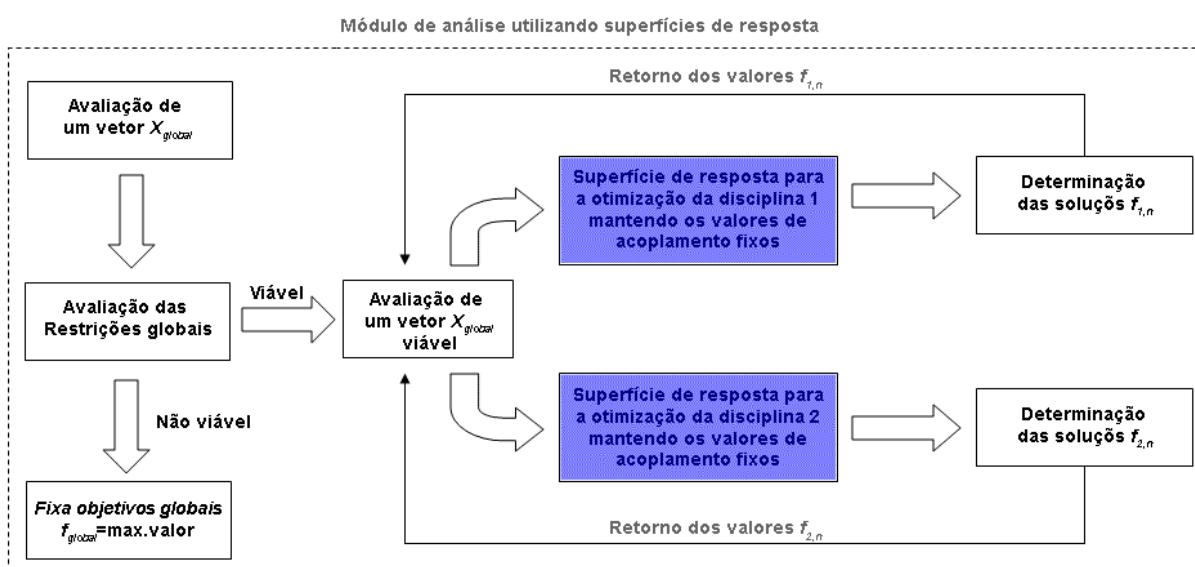 Módulo de análise utilizando superfícies de resposta
Retorno dos valores f1,n
Avaliação de
um vetor Xglobal
Superfície de resposta para
a otimização da disciplina 1
mantendo os valores de
acoplamento fixos
Determinação
das soluçõs f1,n
Avaliação das
Restrições globais
Viável
Avaliação de
um vetor Xglobal
viável
Não viável
Superfície de resposta para
a otimização da disciplina 2
mantendo os valores de
acoplamento fixos
Determinação
das soluçõs f2,n
Fixa objetivos globais
fglobal=max.valor
Retorno dos valores f2,n